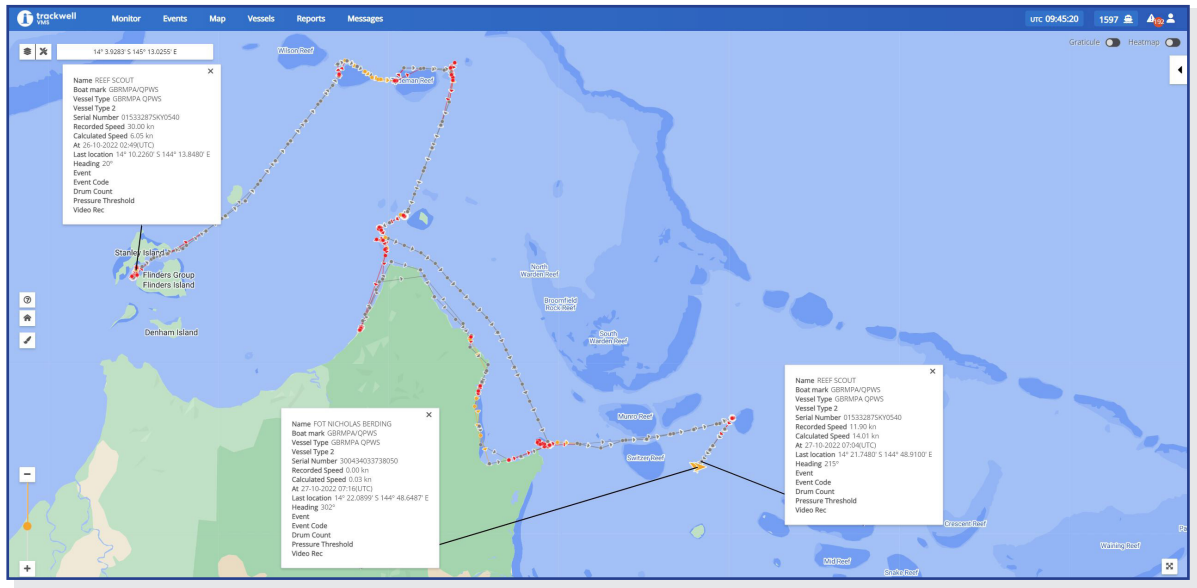 trackwell
VMS
Monitor Events Map Vessels Reports Messages
UTC 09:45:20
1597
192
Graticule
Heatmap
14° 3.9283' S 145° 13.0255' E
Name REEF SCOUT
Boat mark GBRMPA/QPWS
Vessel Type GBRMPA QPWS
Vessel Type 2
Serial Number 01533287SKY0540
Recorded Speed 30.00 kn
Calculated Speed 6.05 kn
At 26-10-2022 02:49(UTC)
Last location 14° 10.2260' S 144° 13.8480' E
Heading 20°
Event
Event Code
Drum Count
Pressure Threshold
Video Rec
Wilson Reef
Stanley Island
Flinders Group
Flinders Island
Denham Island
North
Warden Reef
Broomfield
Rock Reef
South
Warden Reef
Munro Reef
Switzer Reef
Name FOT NICHOLAS BERDING
Boat mark GBRMPA/QPWS
Vessel Type GBRMPA QPWS
Vessel Type 2
Serial Number 300434033738050
Recorded Speed 0.00 kn
Calculated Speed 0.03 kn
At 27-10-2022 07:16(UTC)
Last location 14° 22.0899' S 144° 48.6487' E
Heading 302°
Event
Event Code
Drum Count
Pressure Threshold
Video Rec
Name REEF SCOUT
Boat mark GBRMPA/QPWS
Vessel Type GBRMPA QPWS
Vessel Type 2
Serial Number 01533287SKY0540
Recorded Speed 11.90 kn
Calculated Speed 14.01 kn
At 27-10-2022 07:04(UTC)
Last location 14° 21.7480' S 144° 48.9100' E
Heading 215°
Event
Event Code
Drum Count
Pressure Threshold
Video Rec
Crescent Reef
Waining Reef
Mid Reef
Snake Reef